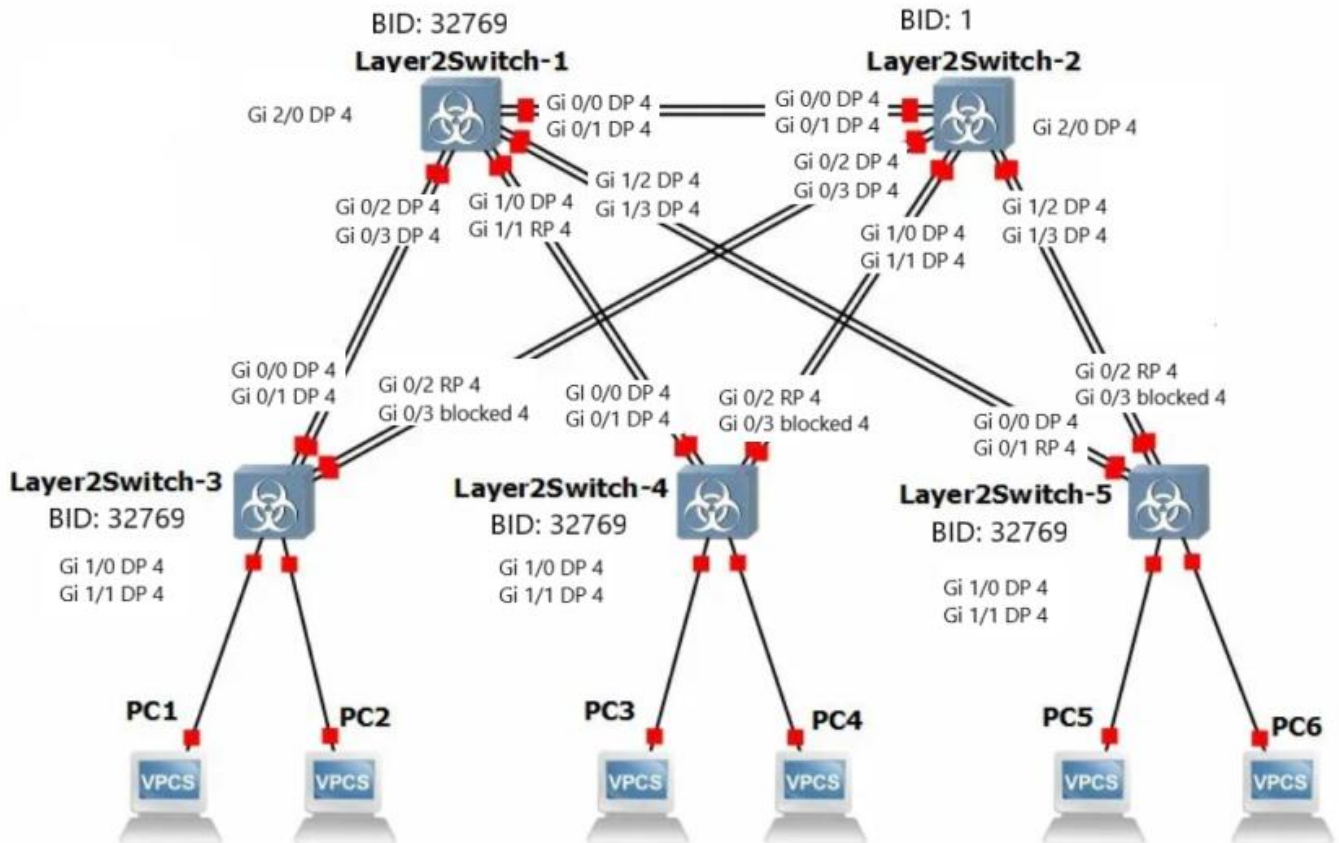 BID: 32769
Layer2Switch-1
BID: 1
Layer2Switch-2
Gi 2/0 DP 4
Gi 0/0 DP 4
Gi 0/1 DP 4
Gi 0/0 DP 4
Gi 0/1 DP 4
Gi 2/0 DP 4
Gi 0/2 DP 4
Gi 0/3 DP 4
Gi 1/0 DP 4
Gi 1/1 RP 4
Gi 1/2 DP 4
Gi 1/3 DP 4
Gi 0/2 DP 4
Gi 0/3 DP 4
Gi 1/0 DP 4
Gi 1/1 DP 4
Gi 1/2 DP 4
Gi 1/3 DP 4
Gi 0/0 DP 4
Gi 0/1 DP 4
Gi 0/2 RP 4
Gi 0/3 blocked 4
GI 0/0 DP 4
Gi 0/1 DP 4
Gi 0/2 RP 4
Gi 0/3 blocked 4
Gi 0/0 DP 4
Gi 0/1 RP 4
Gi 0/2 RP 4
Gi 0/3 blocked 4
Layer2Switch-3
BID: 32769
Gi 1/0 DP 4
Gi 1/1 DP 4
Layer2Switch-4
BID: 32769
Gi 1/0 DP 4
Gi 1/1 DP 4
Layer2Switch-5
BID: 32769
Gi 1/0 DP 4
Gi 1/1 DP 4
PC1
PC2
PC3
PC4
PC5
PC6
VPCS
VPCS
VPCS
VPCS
VPCS
VPCS